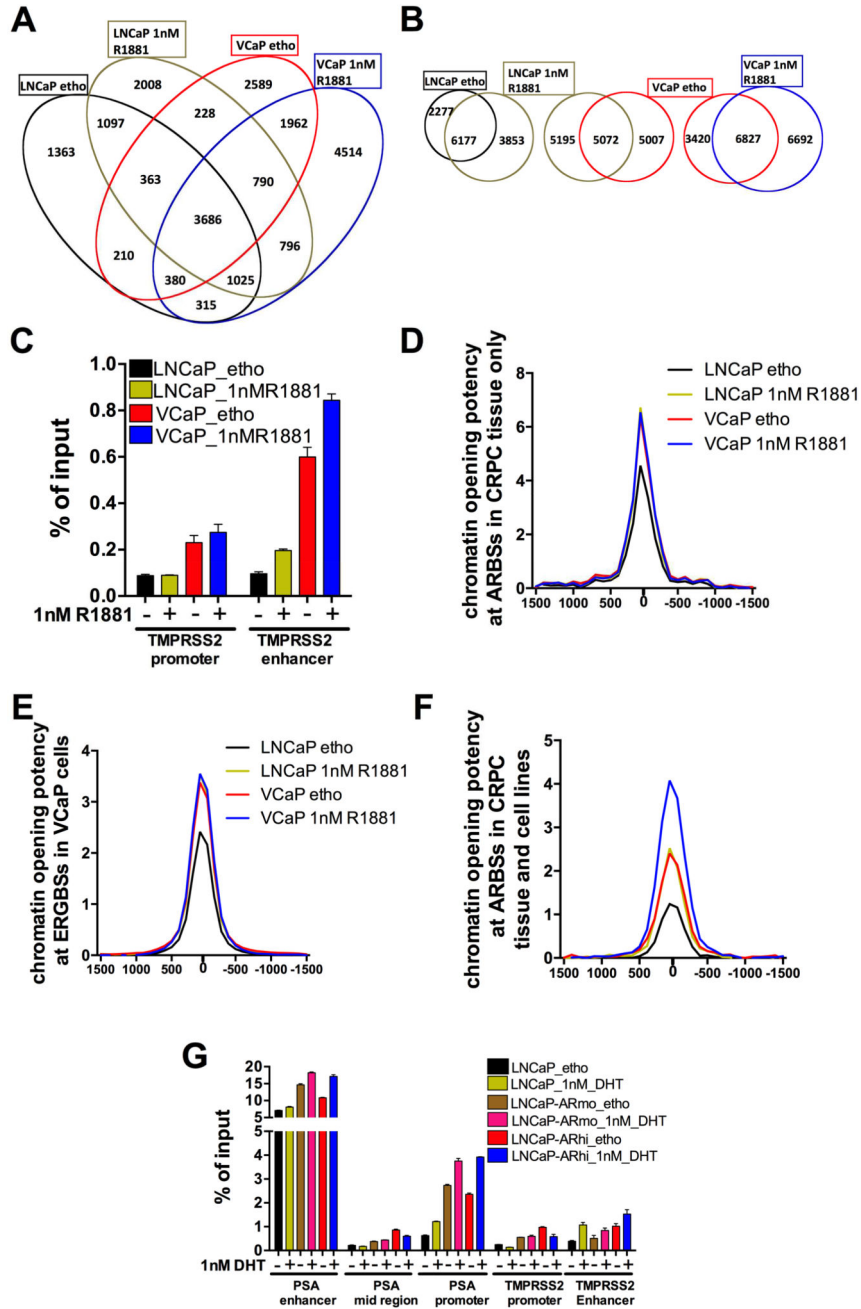 A
LNCaP 1nM
R1881
VCaP etho
VCaP 1nM
R1881
LNCaP etho
2008
2589
1097
228
1962
1363
4514
363
790
3686
210
796
380
1025
315
B
LNCaP etho
LNCaP 1nM
R1881
VCaP etho
VCaP 1nM
R1881
2277
6177
3853
5195
5072
5007
3420
6827
6692
C
% of input
1.0
0.8
0.6
0.4
0.2
0.0
LNCaP_etho
LNCaP_1nMR1881
VCaP_etho
VCaP_1nMR1881
1nM R1881 - + - + - + - +
TMPRSS2
promoter
TMPRSS2
enhancer
D
chromatin opening potency
at ARBSs in CRPC tissue only
8
6
4
2
0
LNCaP etho
LNCaP 1nM R1881
VCaP etho
VCaP 1nM R1881
1500 1000 500 0 -500 -1000 -1500
E
chromatin opening potency
at ERGBSs in VCaP cells
4
3
2
1
0
LNCaP etho
LNCaP 1nM R1881
VCaP etho
VCaP 1nM R1881
1500 1000 500 0 -500 -1000 -1500
F
chromatin opening potency
at ARBSs in CRPC
tissue and cell lines
5
4
3
2
1
0
1500 1000 500 0 -500 -1000 -1500
G
% of input
20
15
10
5
5
4
3
2
1
0
LNCaP_etho
LNCaP_1nM_DHT
LNCaP-ARmo_etho
LNCaP-ARmo_1nM_DHT
LNCaP-ARhi_etho
LNCaP-ARhi_1nM_DHT
1nM DHT - + - + - + - + - + - + - + - + - + - + - + - + - + - + - +
PSA
enhancer
PSA
mid region
PSA
promoter
TMPRSS2
promoter
TMPRSS2
Enhancer